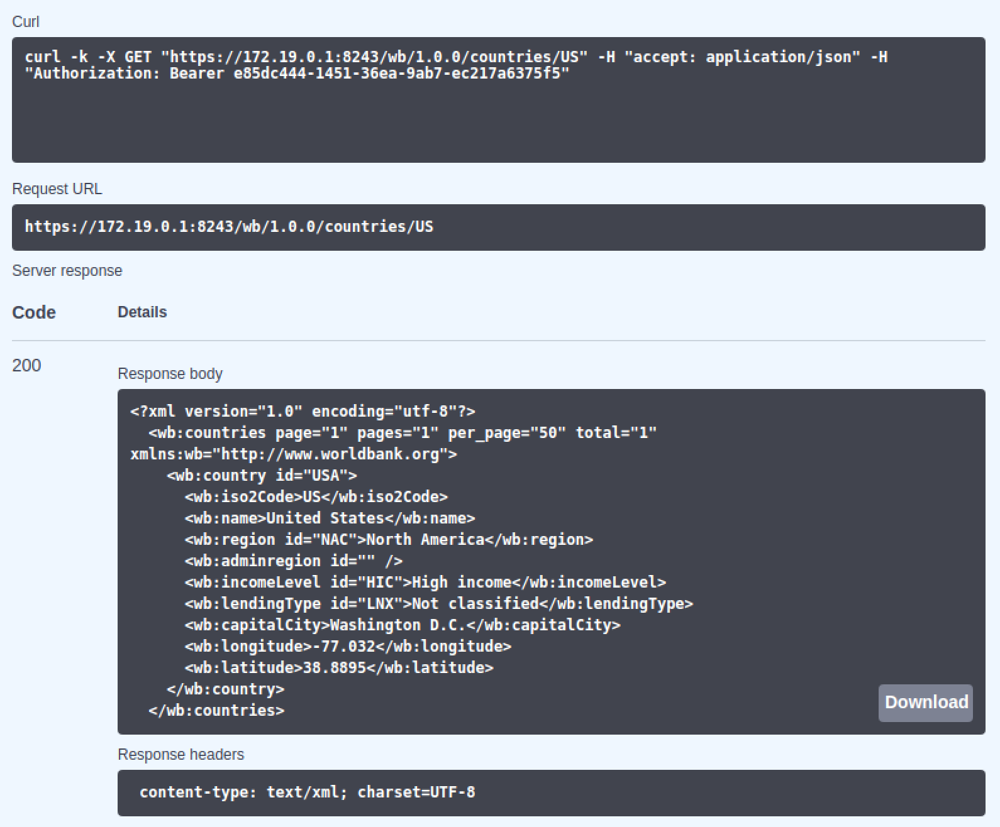 Curl
curl -k -X GET "https://172.19.0.1:8243/wb/1.0.0/countries/US" -H "accept: application/json" -H
"Authorization: Bearer e85dc444-1451-36ea-9ab7-ec217a6375f5"
Request URL
https://172.19.0.1:8243/wb/1.0.0/countries/US
Server response
Code Details
200
Response body
<?xml version="1.0" encoding="utf-8"?>
  <wb:countries page="1" pages="1" per_page="50" total="1"
xmlns:wb="http://www.worldbank.org">
    <wb:country id="USA">
      <wb:iso2Code>US</wb:iso2Code>
      <wb:name>United States</wb:name>
      <wb:region id="NAC">North America</wb:region>
      <wb:adminregion id="" />
      <wb:incomeLevel id="HIC">High income</wb:incomeLevel>
      <wb:lendingType id="LNX">Not classified</wb:lendingType>
      <wb:capitalCity>Washington D.C.</wb:capitalCity>
      <wb:longitude>-77.032</wb:longitude>
      <wb:latitude>38.8895</wb:latitude>
    </wb:country>
  </wb:countries>
Download
Response headers
content-type: text/xml; charset=UTF-8